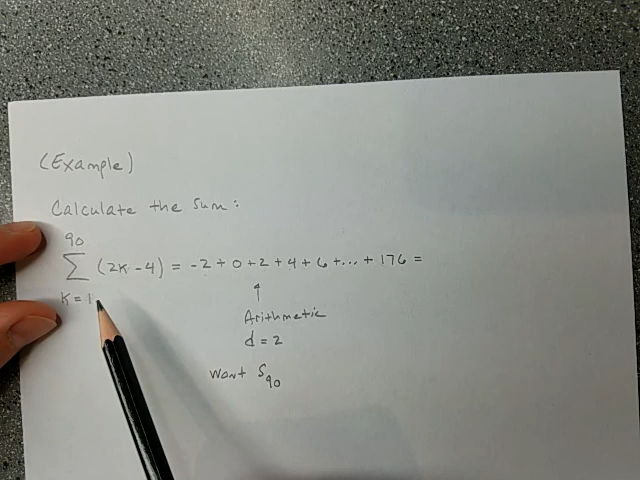 (Example)
Calculate the sum:
90
∑ (2k-4) = -2+0+2+4+6+...+176 =
k=1
↑
Arithmetic
d=2
Want S₉₀